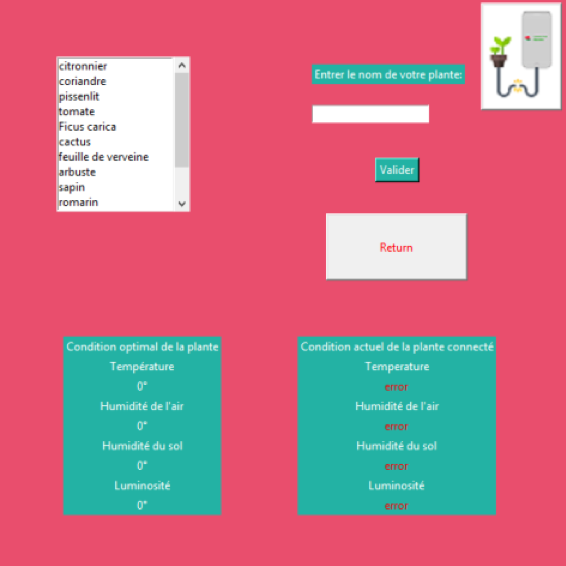 citronnier
coriandre
pissenlit
tomate
Ficus carica
cactus
feuille de verveine
arbuste
sapin
romarin
Entrer le nom de votre plante:
Valider
Return
Condition optimal de la plante
Température
0°
Humidité de l'air
0°
Humidité du sol
0°
Luminosité
0°
Condition actuel de la plante connecté
Temperature
error
Humidité de l'air
error
Humidité du sol
error
Luminosité
error